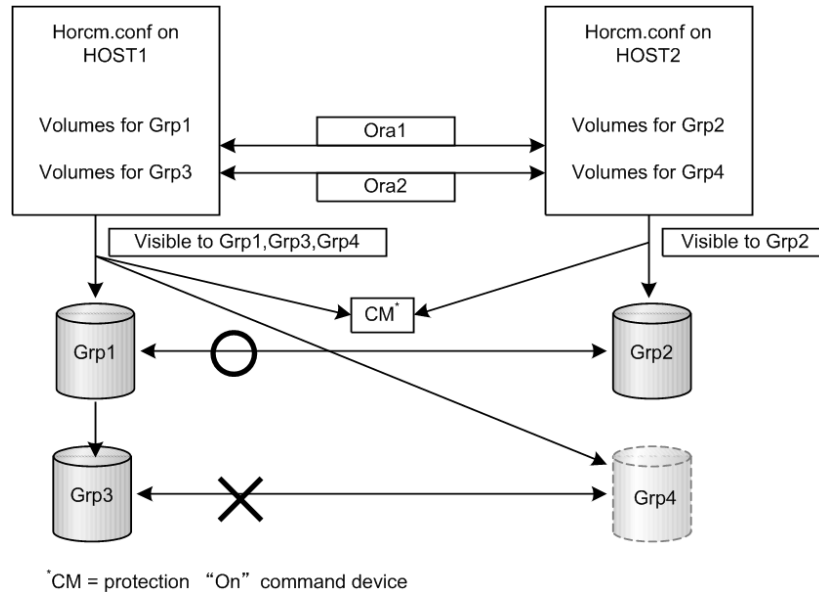 Horcm.conf on
HOST1
Volumes for Grp1
Volumes for Grp3
Horcm.conf on
HOST2
Volumes for Grp2
Volumes for Grp4
Ora1
Ora2
Visible to Grp1,Grp3,Grp4
Visible to Grp2
CM*
Grp1
Grp2
Grp3
Grp4
*CM = protection “On” command device